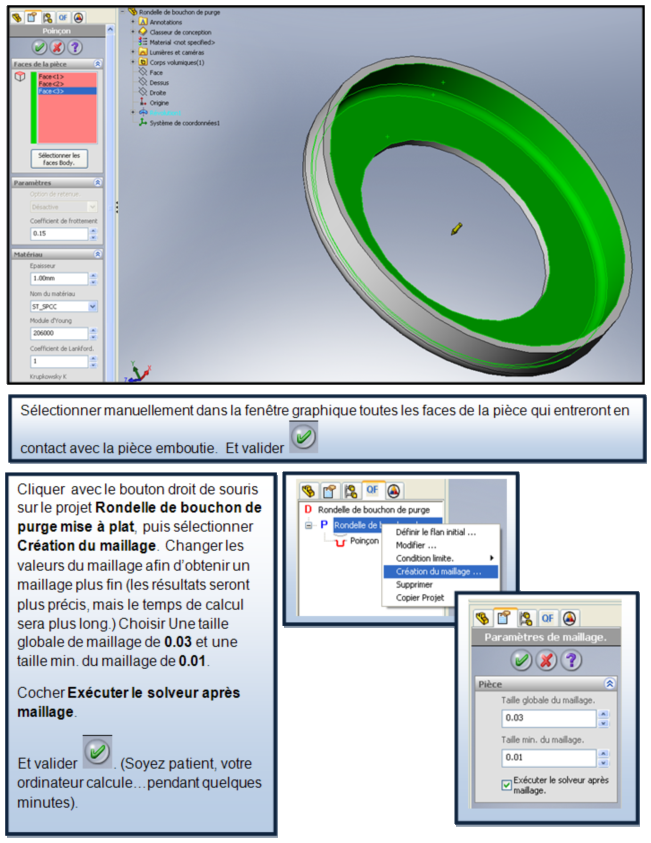 Poinçon
Faces de la pièce
Face<1>
Face<2>
Face<3>
Sélectionner les
faces Body.
Paramètres
Option de retenue
Désactivé
Coefficient de frottement
0.15
Matériau
Epaisseur
1.00mm
Nom du matériau
ST_SPCC
Module d'Young
206000
Coefficient de Lankford.
1
Krupkowsky K
Rondelle de bouchon de purge
Annotations
Classeur de conception
Material <not specified>
Lumières et caméras
Corps volumiques(1)
Face
Dessus
Droite
Origine
Système de coordonnées1
Sélectionner manuellement dans la fenêtre graphique toutes les faces de la pièce qui entreront en
contact avec la pièce emboutie. Et valider
Cliquer avec le bouton droit de souris
sur le projet Rondelle de bouchon de
purge mise à plat, puis sélectionner
Création du maillage. Changer les
valeurs du maillage afin d'obtenir un
maillage plus fin (les résultats seront
plus précis, mais le temps de calcul
sera plus long.) Choisir Une taille
globale de maillage de 0.03 et une
taille min. du maillage de 0.01.
Cocher Exécuter le solveur après
maillage.
Et valider . (Soyez patient, votre
ordinateur calcule…pendant quelques
minutes).
QF
D Rondelle de bouchon de purge
P Rondelle de
Poinçon
Définir le flan initial ...
Modifier ...
Condition limite.
Création du maillage ...
Supprimer
Copier Projet
QF
Paramètres de maillage.
Pièce
Taille globale du maillage.
0.03
Taille min. du maillage.
0.01
Exécuter le solveur après
maillage.